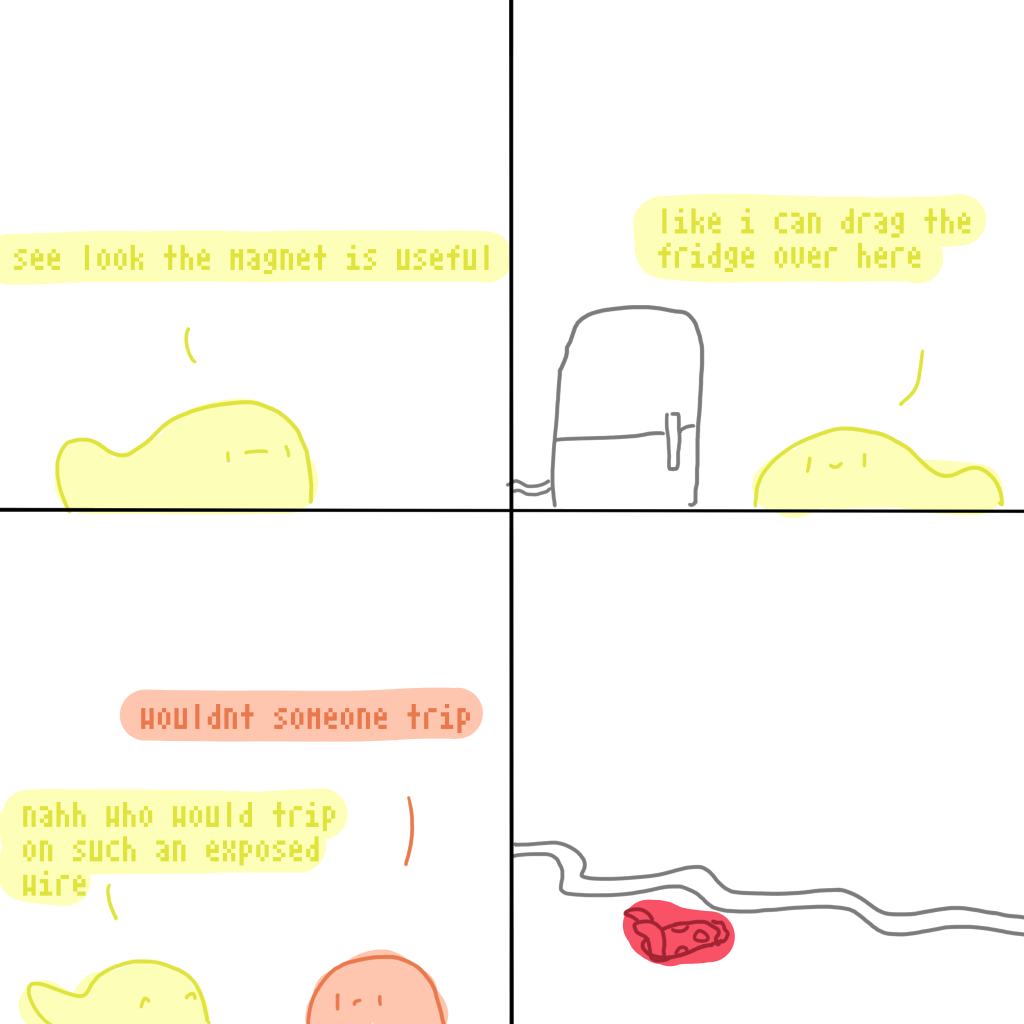 see look the magnet is useful
like i can drag the
fridge over here
wouldnt someone trip
nahh who would trip
on such an exposed
wire